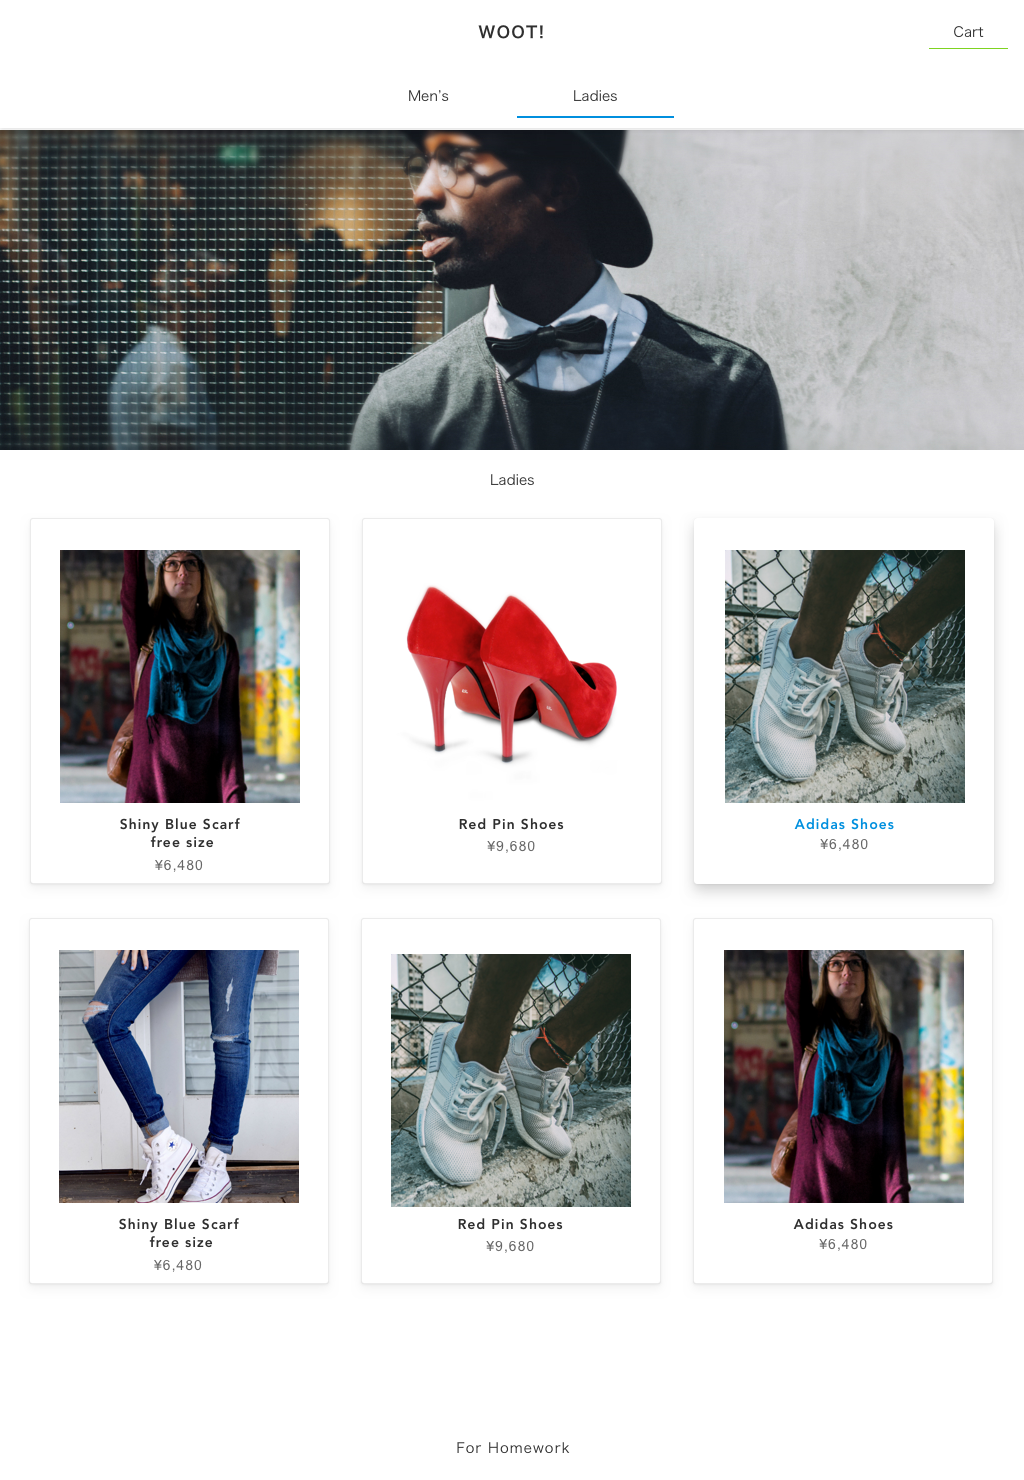 WOOT!
Cart
Men's
Ladies
Ladies
Shiny Blue Scarf
free size
¥6,480
Red Pin Shoes
¥9,680
Adidas Shoes
¥6,480
Shiny Blue Scarf
free size
¥6,480
Red Pin Shoes
¥9,680
Adidas Shoes
¥6,480
For Homework